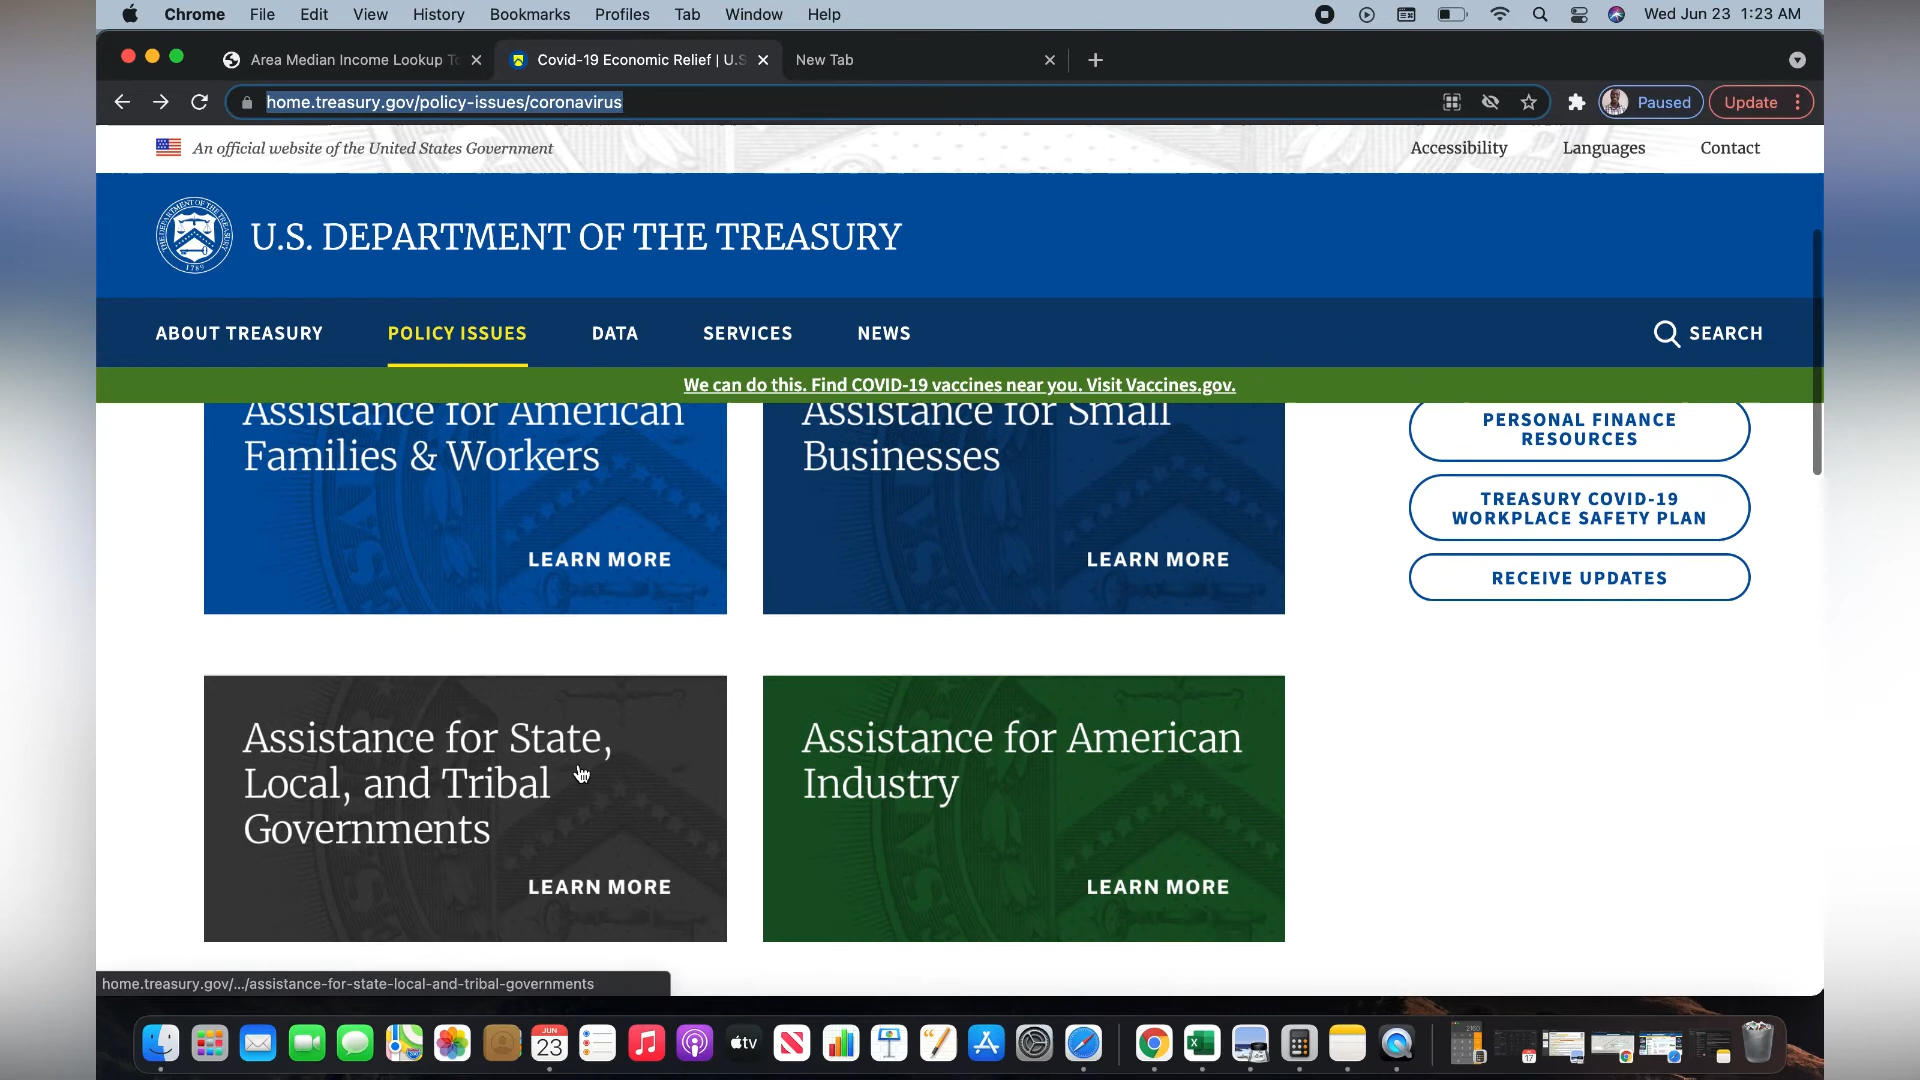 Chrome File Edit View History Bookmarks Profiles Tab Window Help Wed Jun 23 1:23 AM
Area Median Income Lookup To Covid-19 Economic Relief | U.S New Tab
home.treasury.gov/policy-issues/coronavirus Paused Update
An official website of the United States Government Accessibility Languages Contact
U.S. DEPARTMENT OF THE TREASURY
ABOUT TREASURY POLICY ISSUES DATA SERVICES NEWS SEARCH
We can do this. Find COVID-19 vaccines near you. Visit Vaccines.gov.
Assistance for American
Families & Workers
LEARN MORE
Assistance for Small
Businesses
LEARN MORE
PERSONAL FINANCE
RESOURCES
TREASURY COVID-19
WORKPLACE SAFETY PLAN
RECEIVE UPDATES
Assistance for State,
Local, and Tribal
Governments
LEARN MORE
Assistance for American
Industry
LEARN MORE
home.treasury.gov/.../assistance-for-state-local-and-tribal-governments
JUN
23
tv